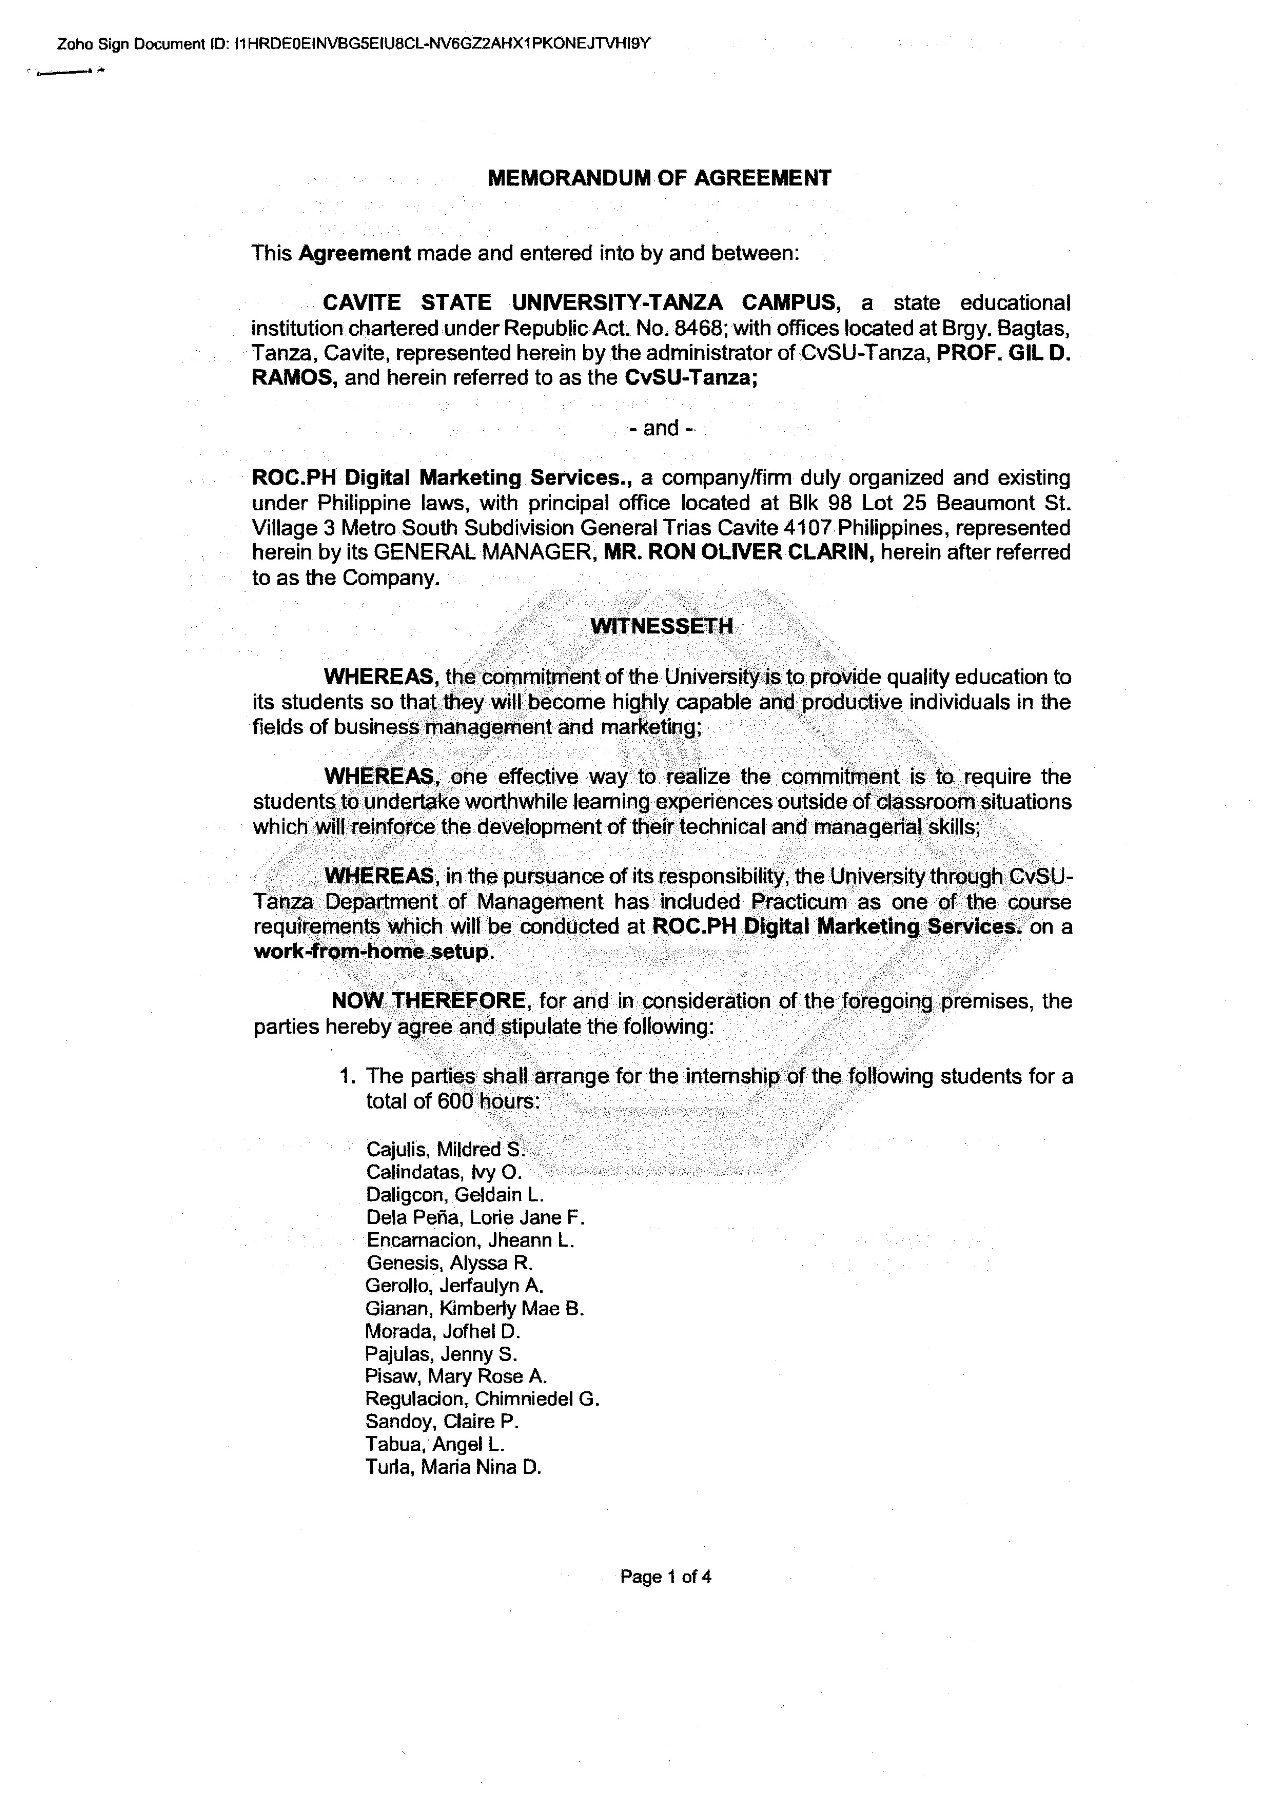 Zoho Sign Document ID: I1HRDE0EINVBG5EIU8CL-NV6GZ2AHX1PKONEJTVHI9Y
MEMORANDUM OF AGREEMENT
This Agreement made and entered into by and between:
CAVITE STATE UNIVERSITY-TANZA CAMPUS, a state educational
institution chartered under Republic Act. No. 8468; with offices located at Brgy. Bagtas,
Tanza, Cavite, represented herein by the administrator of CvSU-Tanza, PROF. GIL D.
RAMOS, and herein referred to as the CvSU-Tanza;
- and -
ROC.PH Digital Marketing Services., a company/firm duly organized and existing
under Philippine laws, with principal office located at Blk 98 Lot 25 Beaumont St.
Village 3 Metro South Subdivision General Trias Cavite 4107 Philippines, represented
herein by its GENERAL MANAGER, MR. RON OLIVER CLARIN, herein after referred
to as the Company.
WITNESSETH
WHEREAS, the commitment of the University is to provide quality education to
its students so that they will become highly capable and productive individuals in the
fields of business management and marketing;
WHEREAS, one effective way to realize the commitment is to require the
students to undertake worthwhile learning experiences outside of classroom situations
which will reinforce the development of their technical and managerial skills;
WHEREAS, in the pursuance of its responsibility, the University through CvSU-
Tanza Department of Management has included Practicum as one of the course
requirements which will be conducted at ROC.PH Digital Marketing Services. on a
work-from-home setup.
NOW THEREFORE, for and in consideration of the foregoing premises, the
parties hereby agree and stipulate the following:
1. The parties shall arrange for the internship of the following students for a
total of 600 hours:
Cajulis, Mildred S.
Calindatas, Ivy O.
Daligcon, Geldain L.
Dela Peña, Lorie Jane F.
Encarnacion, Jheann L.
Genesis, Alyssa R.
Gerollo, Jerfaulyn A.
Gianan, Kimberly Mae B.
Morada, Jofhel D.
Pajulas, Jenny S.
Pisaw, Mary Rose A.
Regulacion, Chimniedel G.
Sandoy, Claire P.
Tabua, Angel L.
Turla, Maria Nina D.
Page 1 of 4